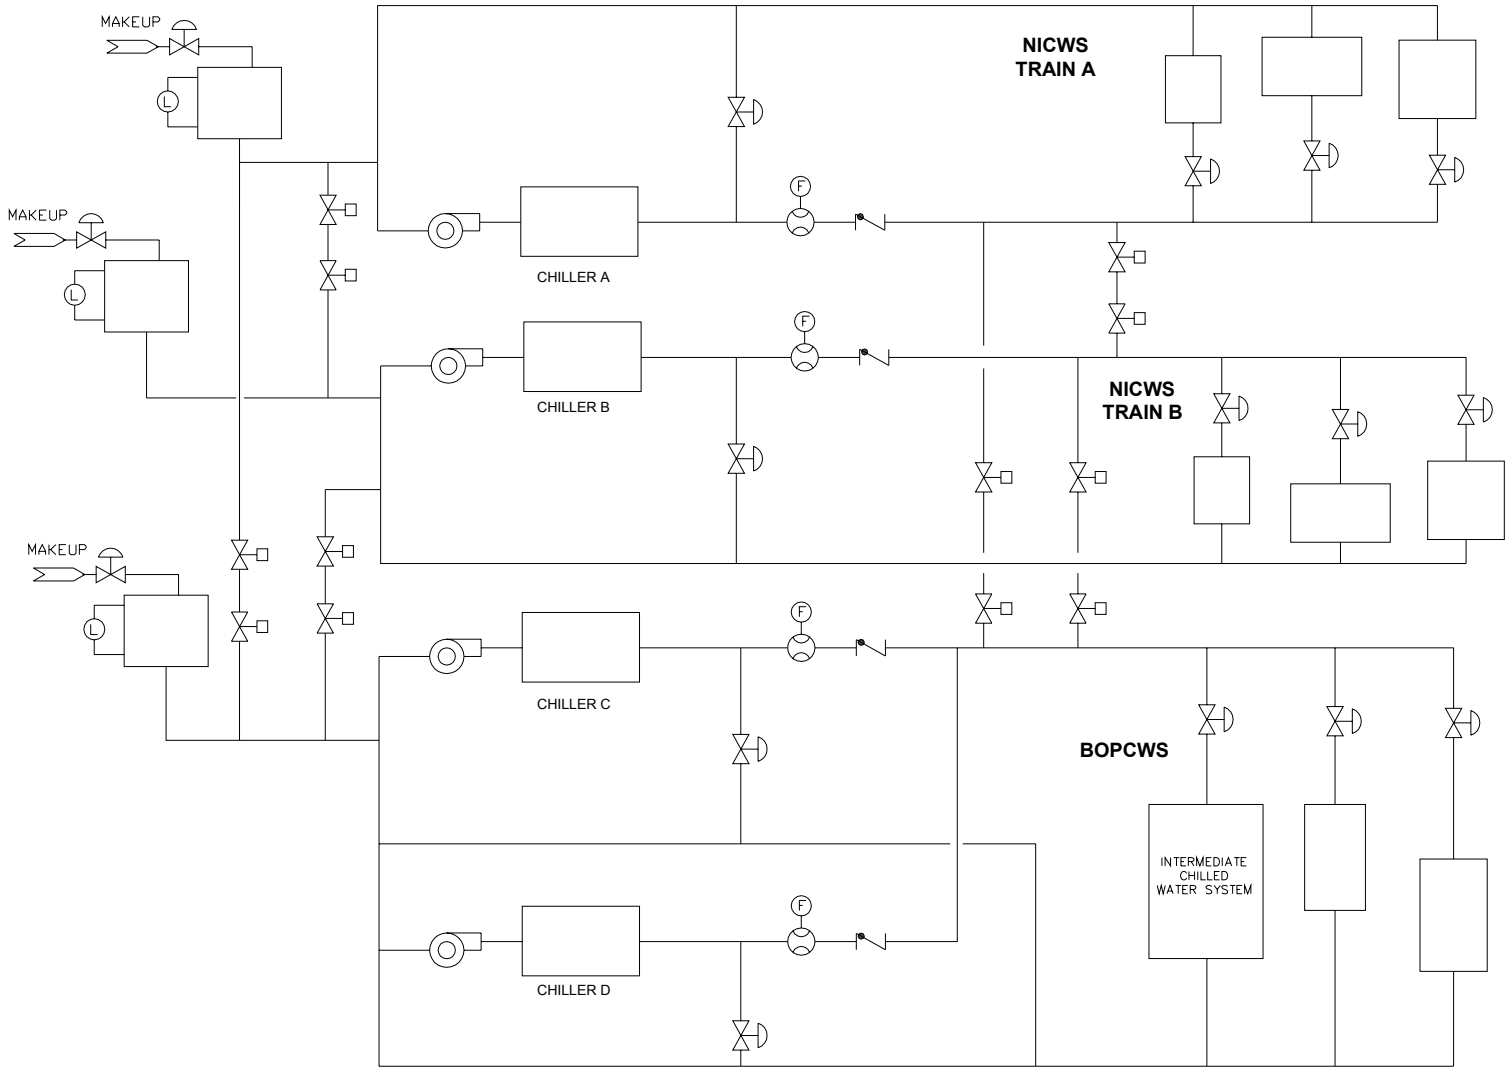 MAKEUP
L
NICWS
TRAIN A
F
CHILLER A
MAKEUP
L
F
CHILLER B
NICWS
TRAIN B
MAKEUP
L
F
CHILLER C
BOPCWS
INTERMEDIATE
CHILLED
WATER SYSTEM
F
CHILLER D